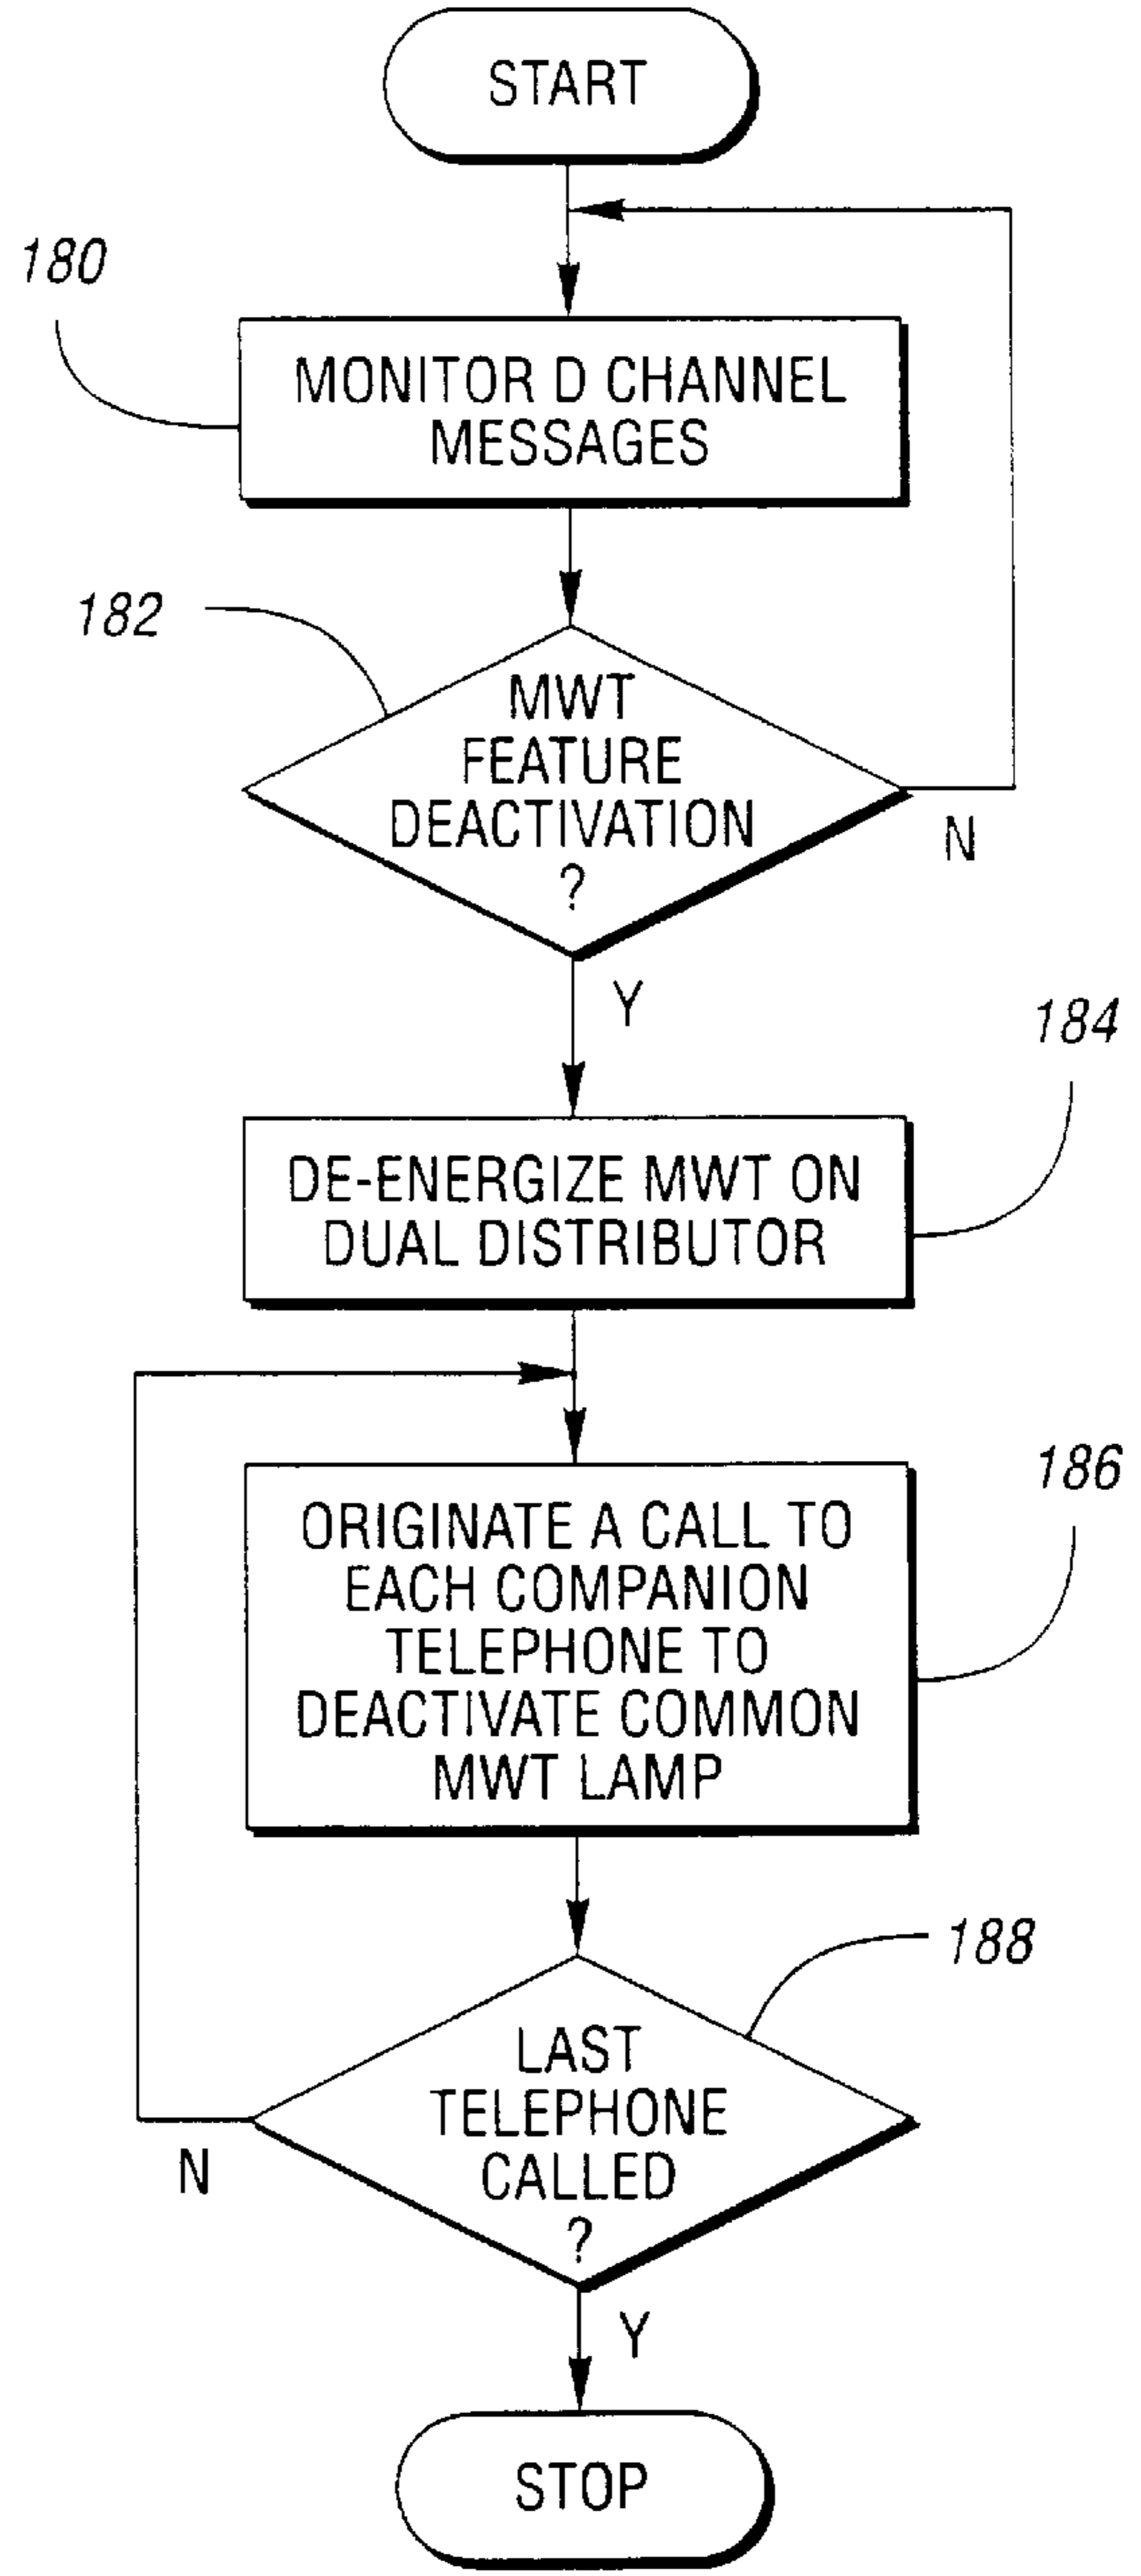 START
180
MONITOR D CHANNEL
MESSAGES
182
MWT
FEATURE
DEACTIVATION
?
N
Y
184
DE-ENERGIZE MWT ON
DUAL DISTRIBUTOR
186
ORIGINATE A CALL TO
EACH COMPANION
TELEPHONE TO
DEACTIVATE COMMON
MWT LAMP
188
LAST
TELEPHONE
CALLED
?
N
Y
STOP